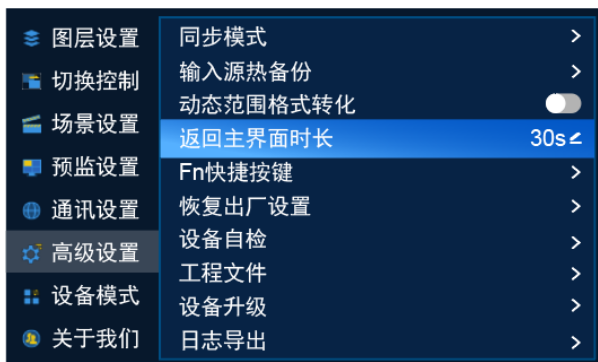 图层设置
切换控制
场景设置
预监设置
通讯设置
高级设置
设备模式
关于我们
同步模式
输入源热备份
动态范围格式转化
返回主界面时长 30s
Fn快捷按键
恢复出厂设置
设备自检
工程文件
设备升级
日志导出